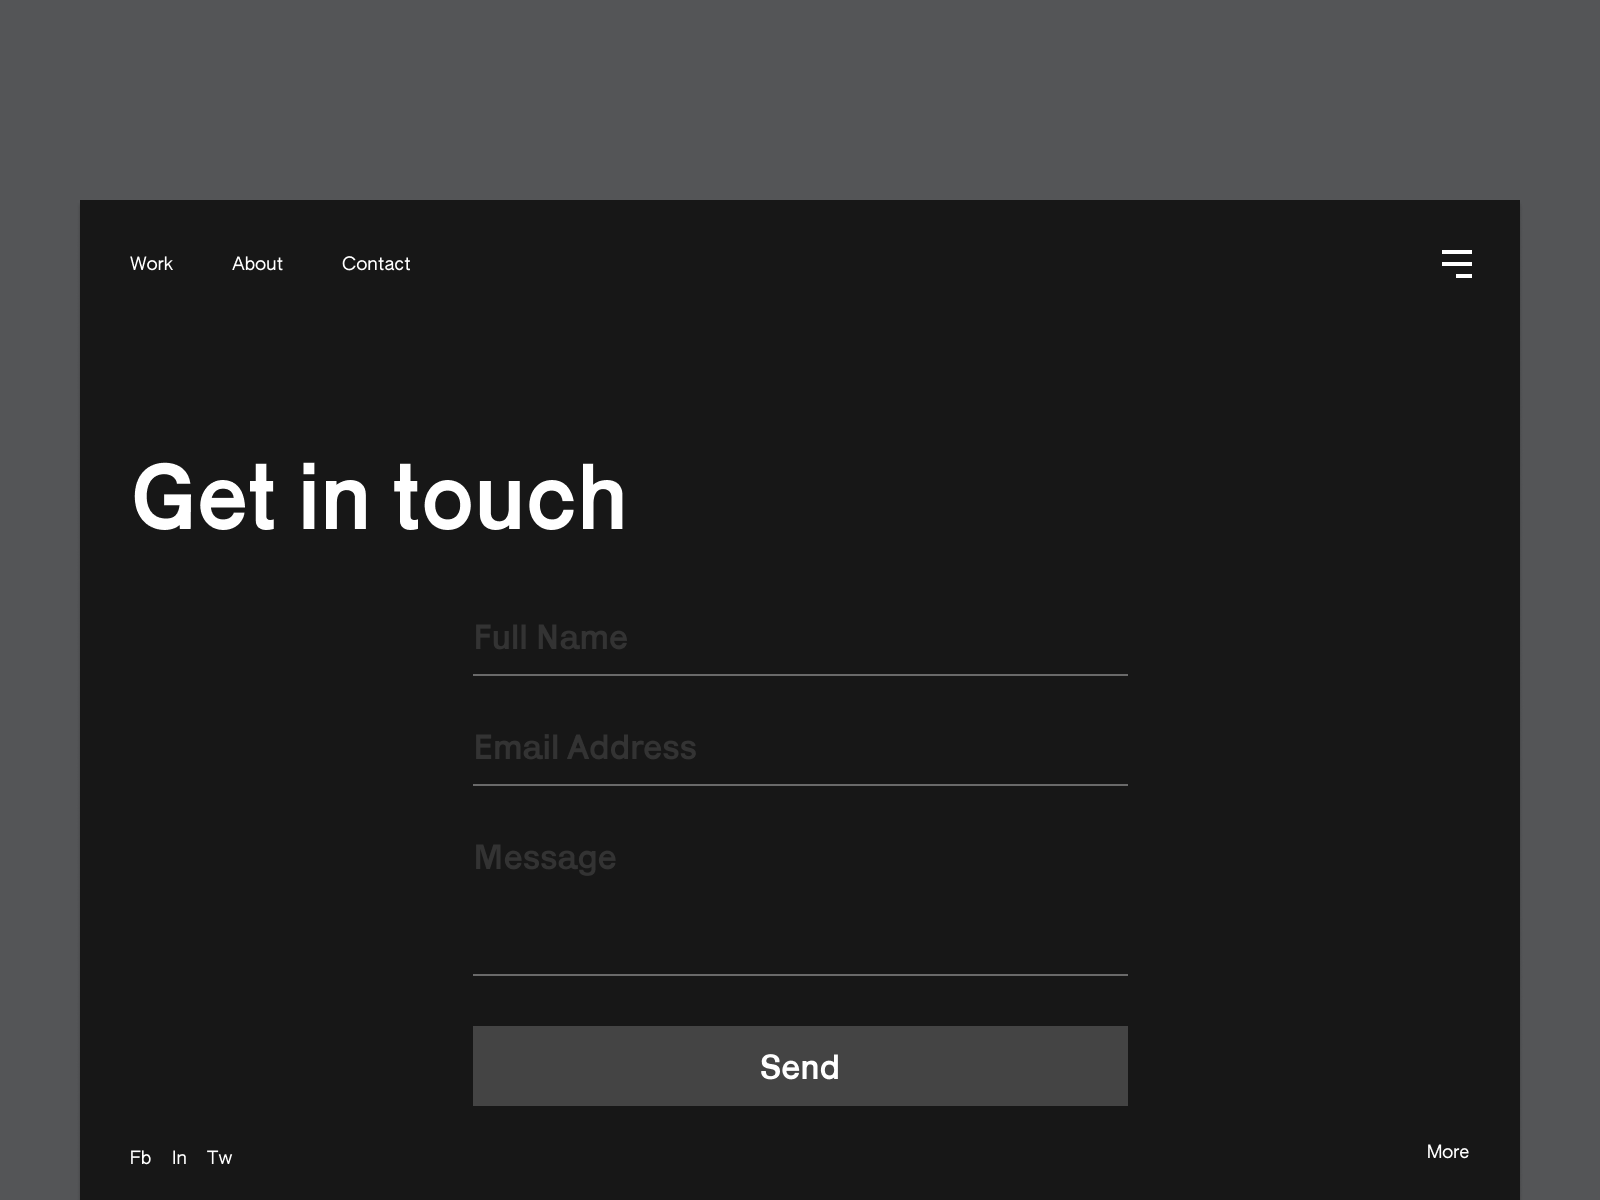 Work About Contact
Get in touch
Full Name
Email Address
Message
Send
Fb In Tw
More